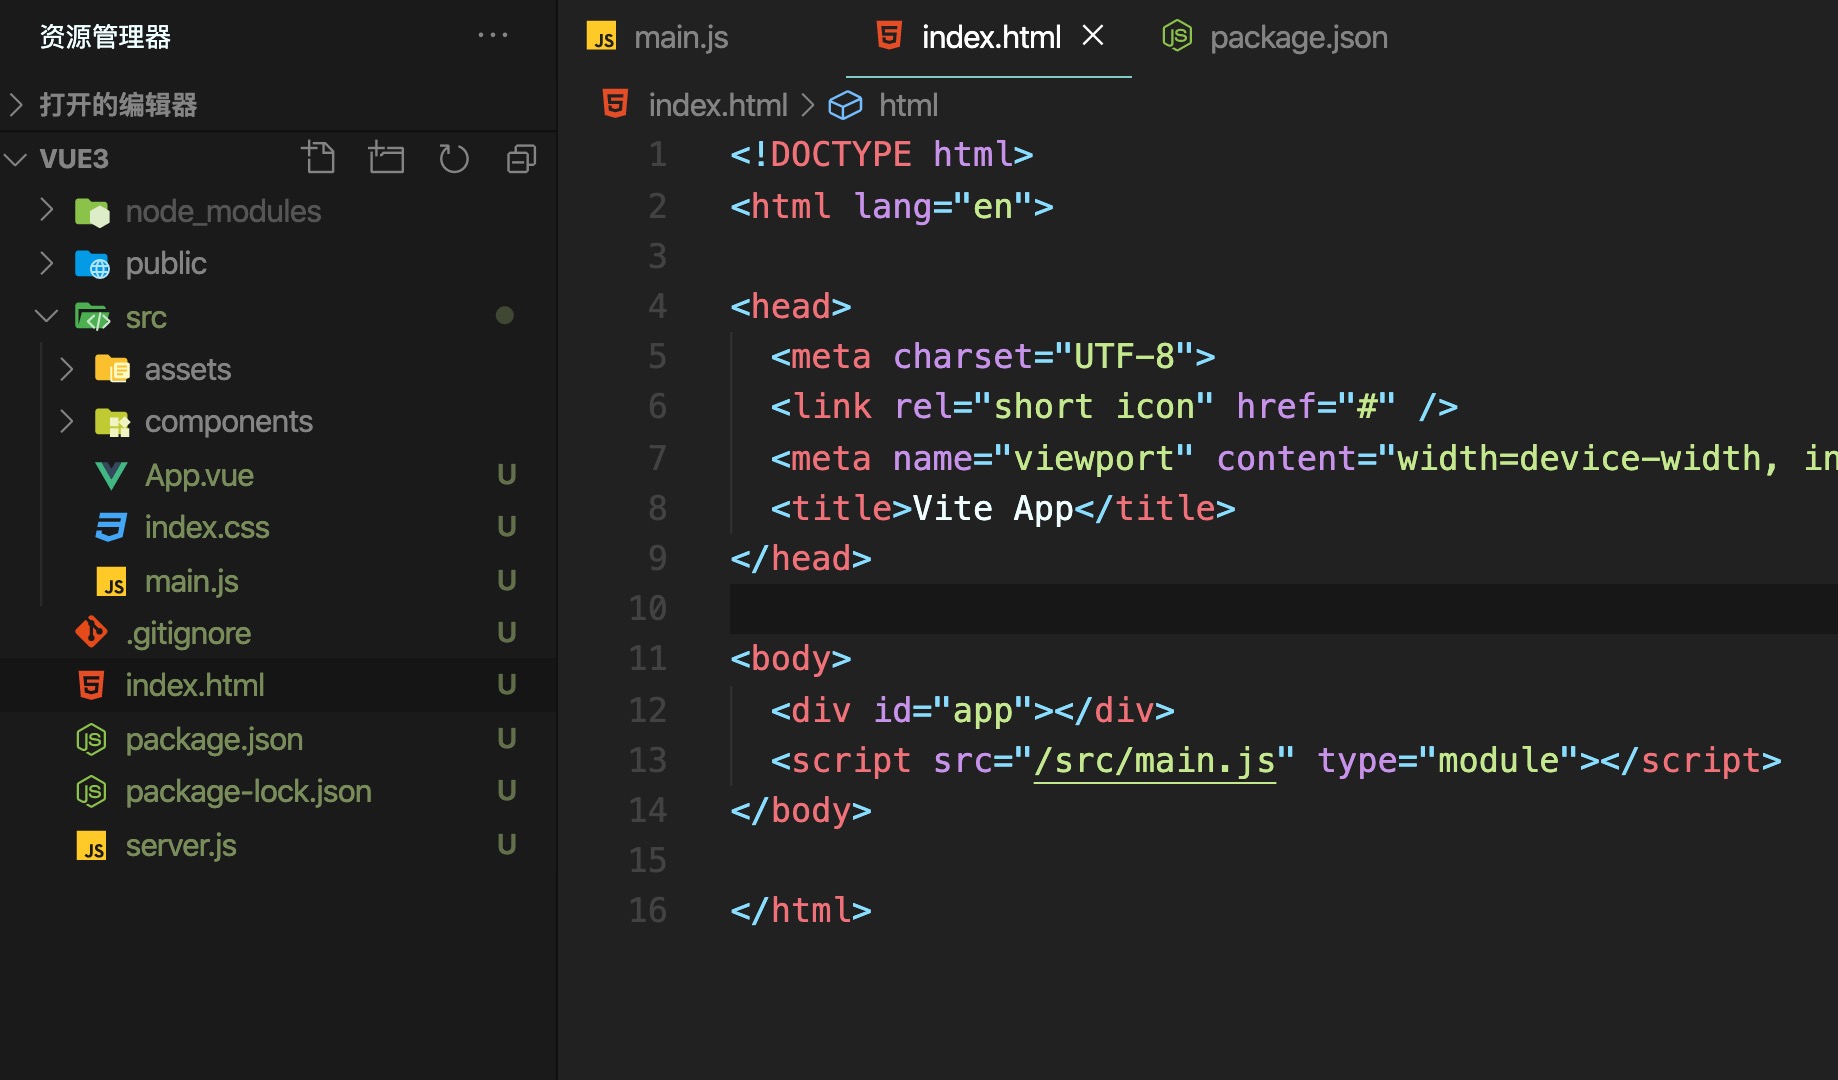 资源管理器
打开的编辑器
VUE3
node_modules
public
src
assets
components
App.vue U
index.css U
main.js U
.gitignore U
index.html U
package.json U
package-lock.json U
server.js U
main.js index.html package.json
index.html > html
1 <!DOCTYPE html>
2 <html lang="en">
3
4 <head>
5 <meta charset="UTF-8">
6 <link rel="short icon" href="#" />
7 <meta name="viewport" content="width=device-width, in
8 <title>Vite App</title>
9 </head>
10
11 <body>
12 <div id="app"></div>
13 <script src="/src/main.js" type="module"></script>
14 </body>
15
16 </html>